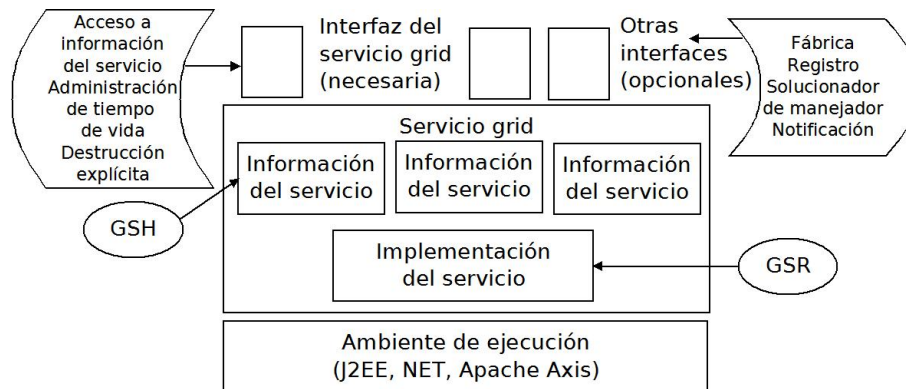 Acceso a
información
del servicio
Administración
de tiempo
de vida
Destrucción
explícita
Interfaz del
servicio grid
(necesaria)
Otras
interfaces
(opcionales)
Fábrica
Registro
Solucionador
de manejador
Notificación
Servicio grid
Información
del servicio
Información
del servicio
Información
del servicio
GSH
Implementación
del servicio
GSR
Ambiente de ejecución
(J2EE, NET, Apache Axis)